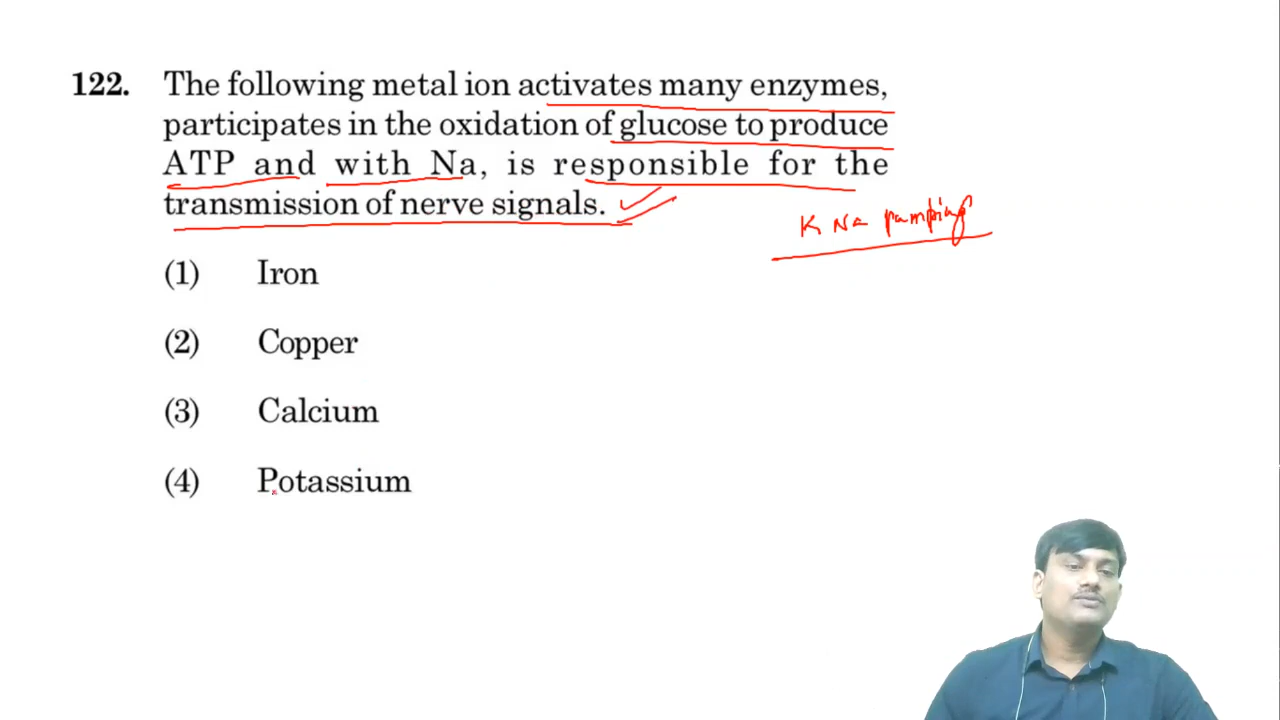 122. The following metal ion activates many enzymes,
participates in the oxidation of glucose to produce
ATP and with Na, is responsible for the
transmission of nerve signals.
K Na pumping
(1) Iron
(2) Copper
(3) Calcium
(4) Potassium